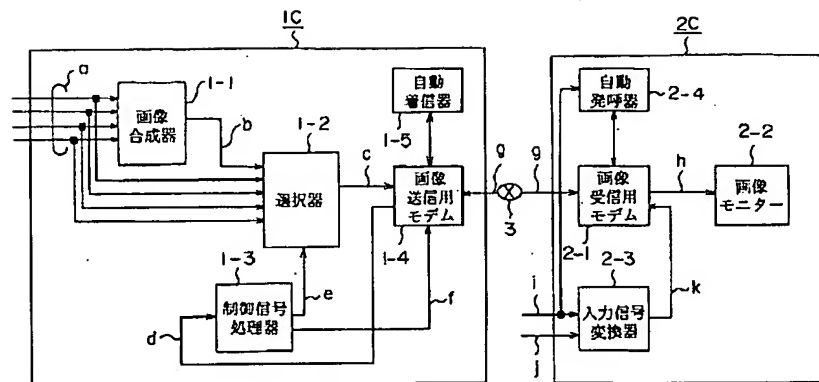 1C
2C
a
1-1
画像
合成器
b
1-2
選択器
c
自動
着信器
1-5
画像
送信用
モデム
1-4
1-3
制御信号
処理器
d
e
f
g
3
g
自動
発呼器
2-4
画像
受信用
モデム
2-1
h
2-2
画像
モニター
2-3
入力信号
変換器
i
j
k